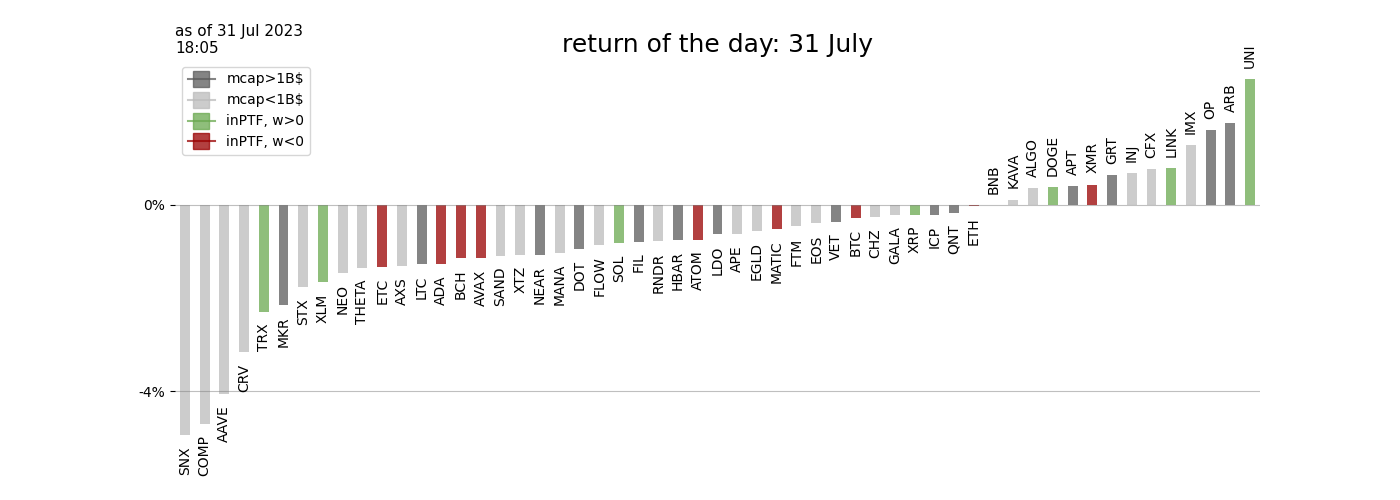 as of 31 Jul 2023
18:05
return of the day: 31 July
mcap>1B$
mcap<1B$
inPTF, w>0
inPTF, w<0
0%
-4%
SNX
COMP
AAVE
CRV
TRX
MKR
STX
XLM
NEO
THETA
ETC
AXS
LTC
ADA
BCH
AVAX
SAND
XTZ
NEAR
MANA
DOT
FLOW
SOL
FIL
RNDR
HBAR
ATOM
LDO
APE
EGLD
MATIC
FTM
EOS
VET
BTC
CHZ
GALA
XRP
ICP
QNT
ETH
BNB
KAVA
ALGO
DOGE
APT
XMR
GRT
INJ
CFX
LINK
IMX
OP
ARB
UNI